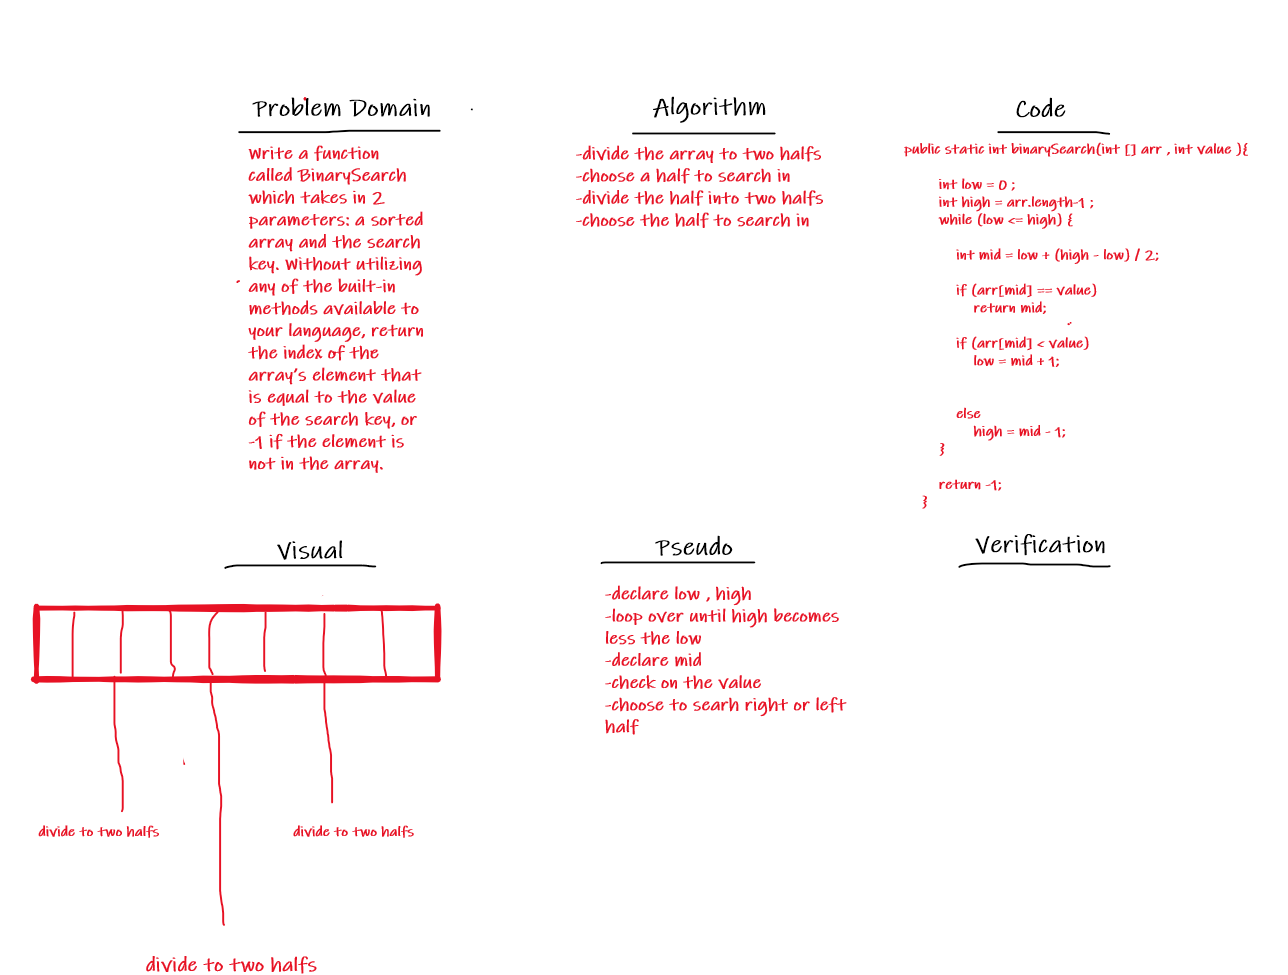 Problem Domain
Write a function
called BinarySearch
which takes in 2
parameters: a sorted
array and the search
key. Without utilizing
any of the built-in
methods available to
your language, return
the index of the
array's element that
is equal to the value
of the search key, or
-1 if the element is
not in the array.
Algorithm
-divide the array to two halfs
-choose a half to search in
-divide the half into two halfs
-choose the half to search in
Code
public static int binarySearch(int [] arr , int value ){
int low = 0 ;
int high = arr.length-1 ;
while (low <= high) {
int mid = low + (high - low) / 2;
if (arr[mid] == value)
return mid;
if (arr[mid] < value)
low = mid + 1;
else
high = mid - 1;
}
return -1;
}
Visual
divide to two halfs
divide to two halfs
divide to two halfs
Pseudo
-declare low , high
-loop over until high becomes
less the low
-declare mid
-check on the value
-choose to searh right or left
half
Verification